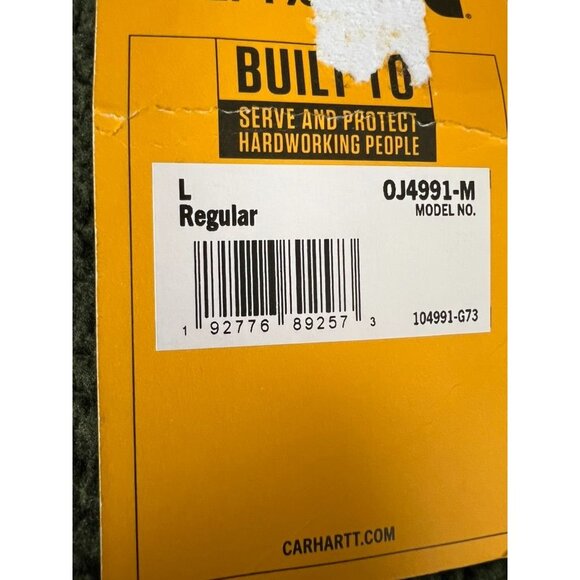 BUILT TO
SERVE AND PROTECT
HARDWORKING PEOPLE
L
Regular
OJ4991-M
MODEL NO.
1 92776 89257 3
104991-G73
CARHARTT.COM